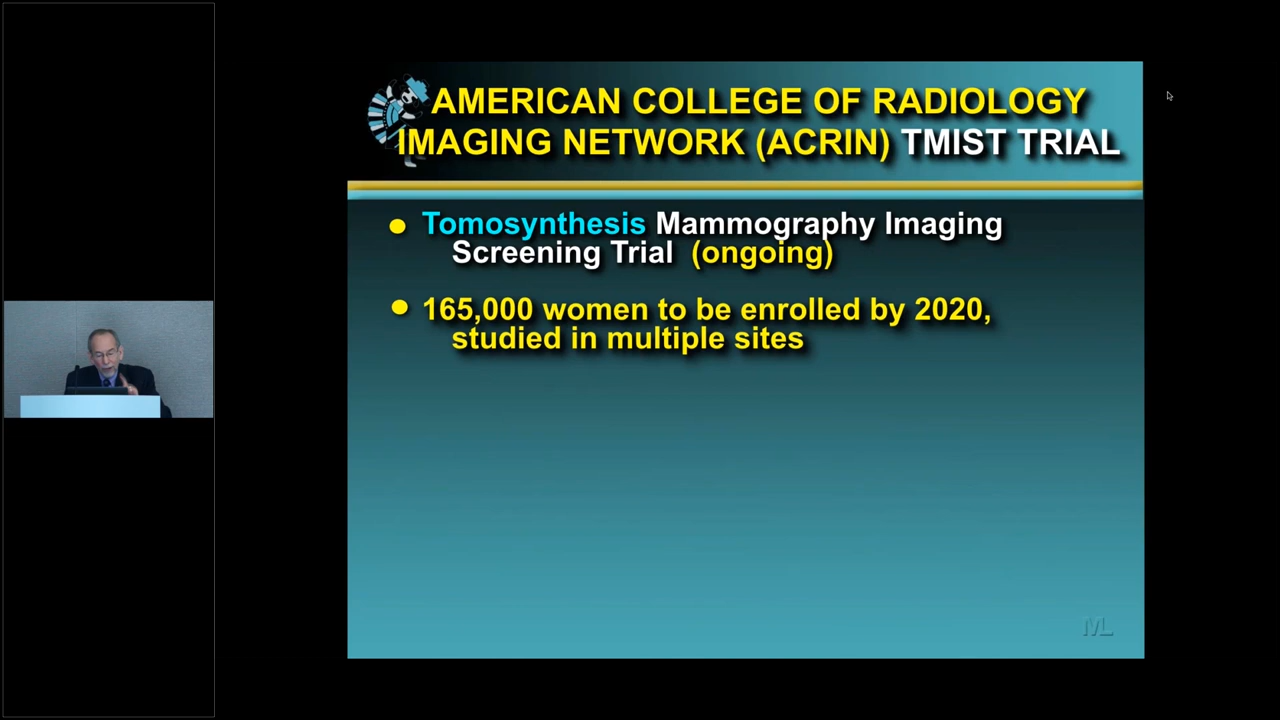 AMERICAN COLLEGE OF RADIOLOGY
IMAGING NETWORK (ACRIN) TMIST TRIAL
Tomosynthesis Mammography Imaging
Screening Trial (ongoing)
165,000 women to be enrolled by 2020,
studied in multiple sites
ML